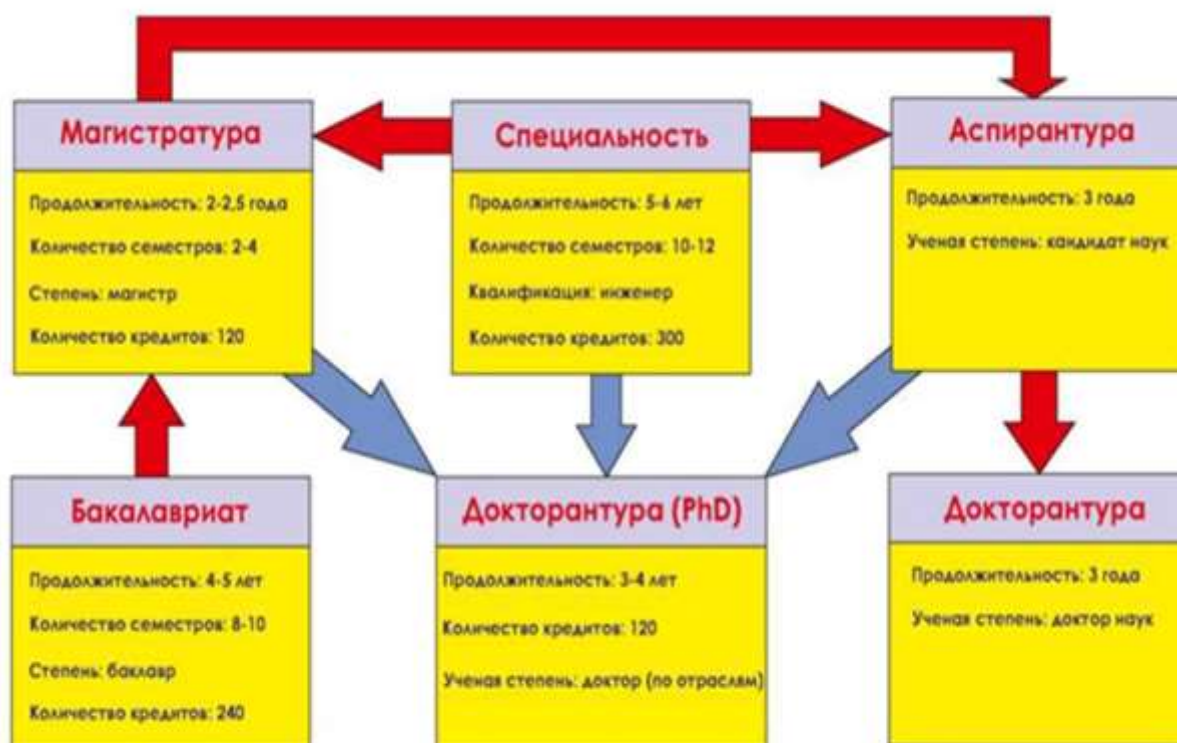 Магистратура
Продолжительность: 2-2,5 года
Количество семестров: 2-4
Степень: магистр
Количество кредитов: 120
Специальность
Продолжительность: 5-6 лет
Количество семестров: 10-12
Квалификация: инженер
Количество кредитов: 300
Аспирантура
Продолжительность: 3 года
Ученая степень: кандидат наук
Бакалавриат
Продолжительность: 4-5 лет
Количество семестров: 8-10
Степень: баклавр
Количество кредитов: 240
Докторантура (PhD)
Продолжительность: 3-4 лет
Количество кредитов: 120
Ученая степень: доктор (по отраслям)
Докторантура
Продолжительность: 3 года
Ученая степень: доктор наук